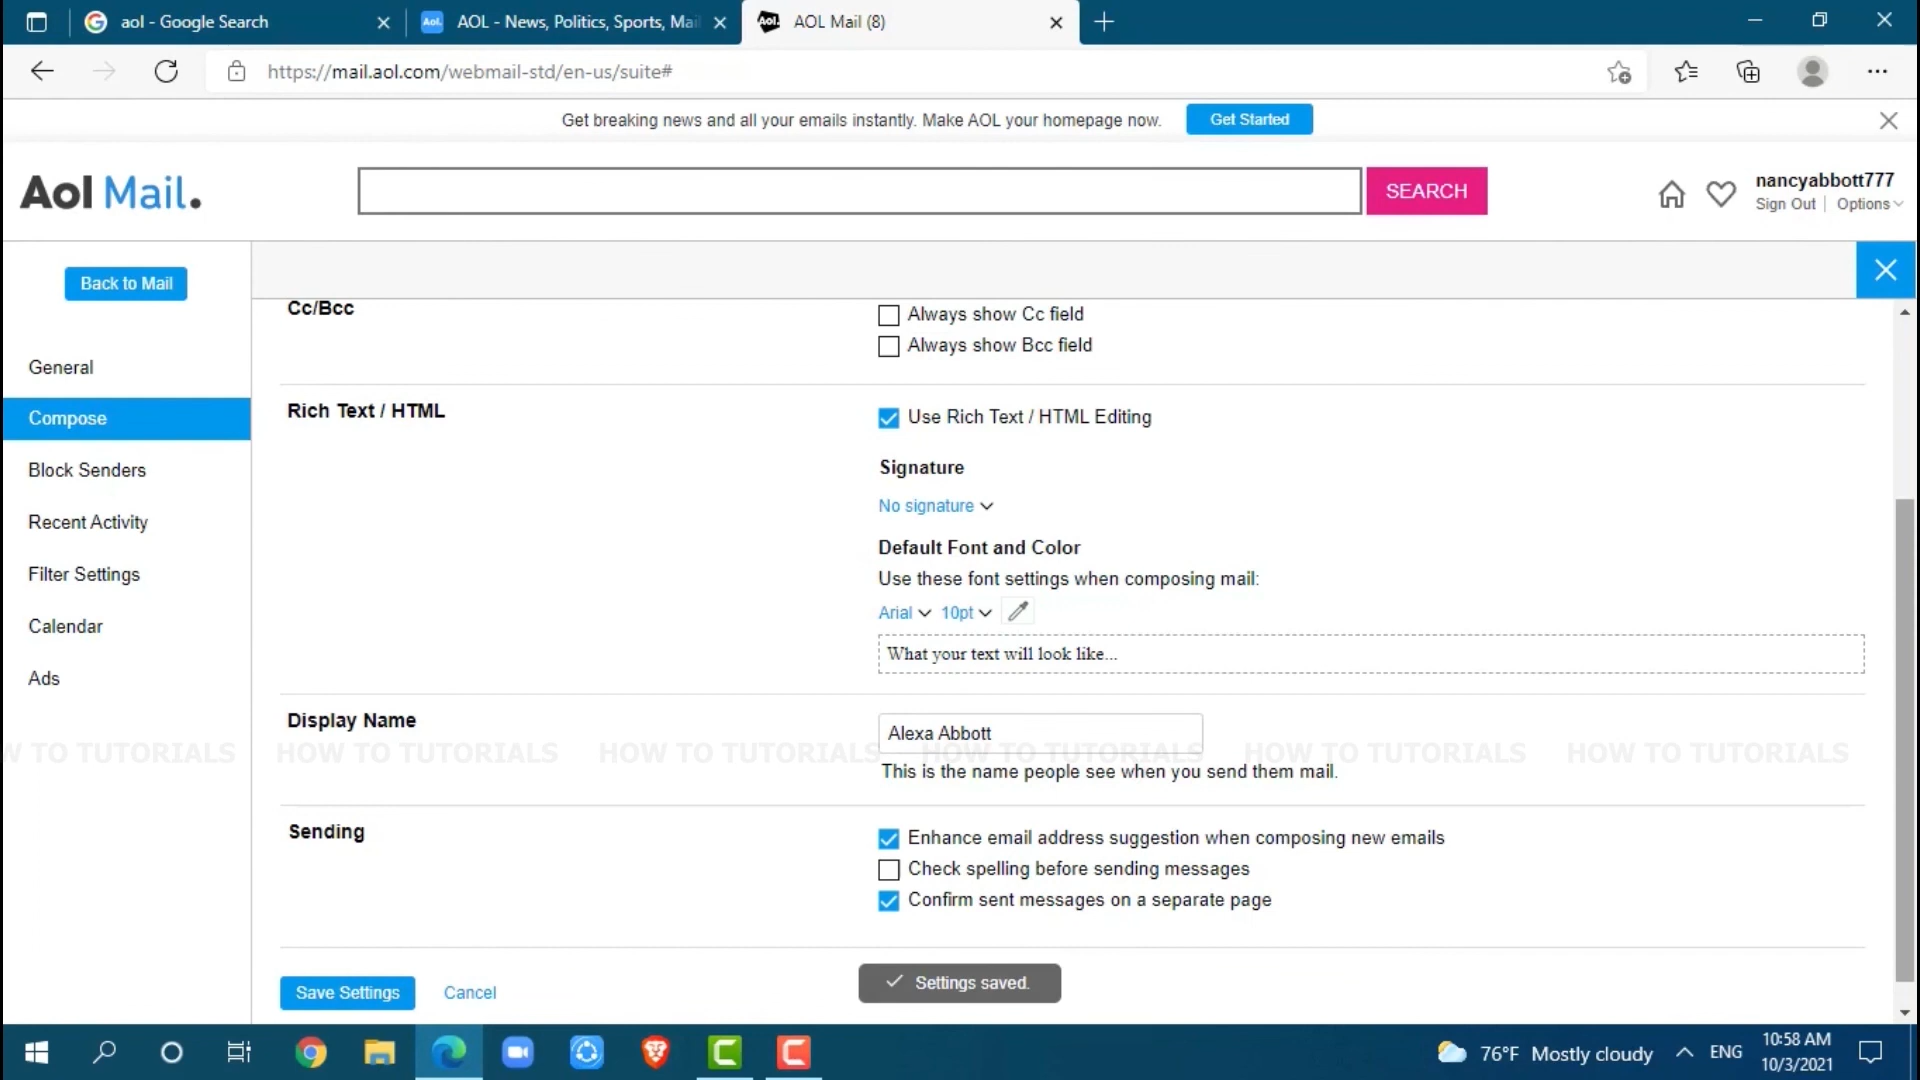 aol - Google Search
AOL - News, Politics, Sports, Mai
AOL Mail (8)
https://mail.aol.com/webmail-std/en-us/suite#
Get breaking news and all your emails instantly. Make AOL your homepage now.
Get Started
Aol Mail.
SEARCH
nancyabbott777
Sign Out
Options
Back to Mail
General
Compose
Block Senders
Recent Activity
Filter Settings
Calendar
Ads
Cc/Bcc
Always show Cc field
Always show Bcc field
Rich Text / HTML
Use Rich Text / HTML Editing
Signature
No signature
Default Font and Color
Use these font settings when composing mail:
Arial 10pt
What your text will look like...
Display Name
Alexa Abbott
W TO TUTORIALS HOW TO TUTORIALS HOW TO TUTORIALS HOW TO TUTORIALS HOW TO TUTORIALS HOW TO TUTORIALS
This is the name people see when you send them mail.
Sending
Enhance email address suggestion when composing new emails
Check spelling before sending messages
Confirm sent messages on a separate page
Save Settings
Cancel
Settings saved.
76°F Mostly cloudy
ENG
10:58 AM
10/3/2021